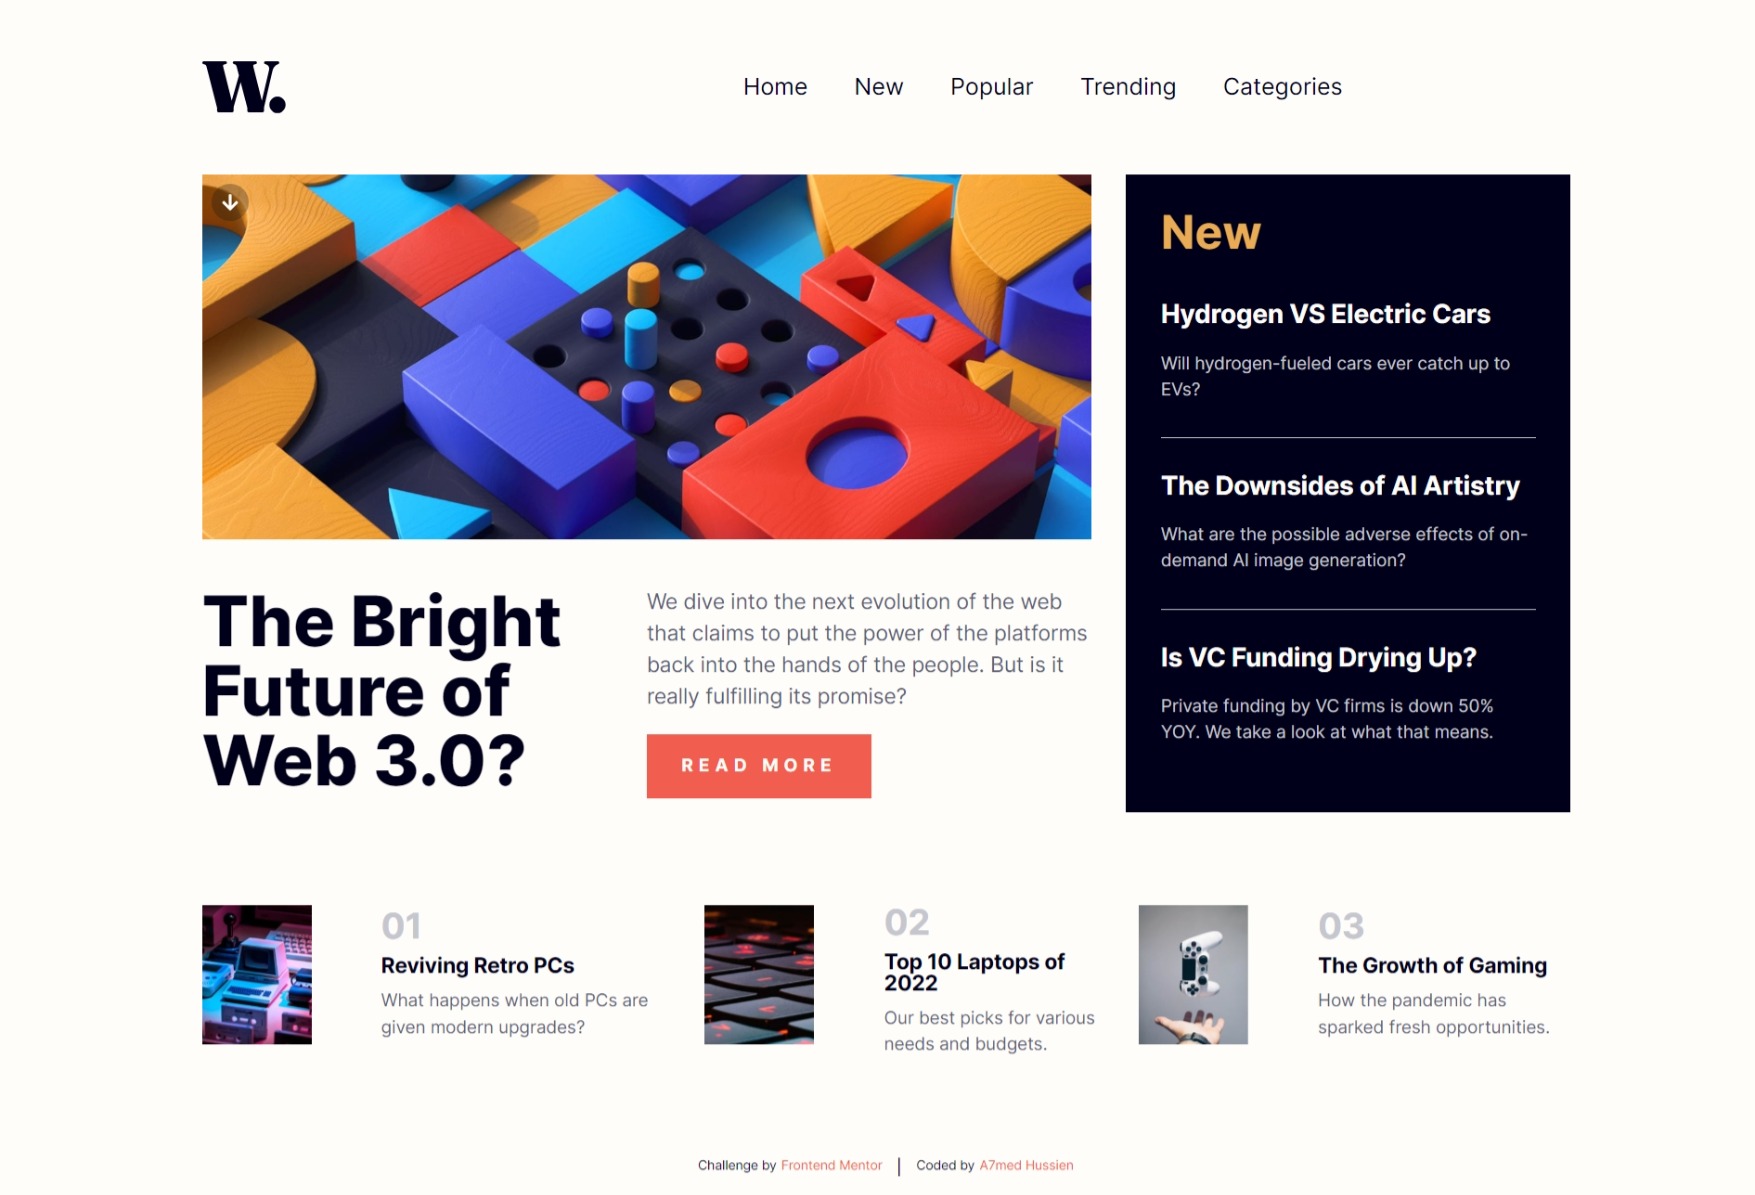 W.
Home New Popular Trending Categories
New
Hydrogen VS Electric Cars
Will hydrogen-fueled cars ever catch up to
EVs?
The Downsides of AI Artistry
What are the possible adverse effects of on-
demand AI image generation?
Is VC Funding Drying Up?
Private funding by VC firms is down 50%
YOY. We take a look at what that means.
The Bright
Future of
Web 3.0?
We dive into the next evolution of the web
that claims to put the power of the platforms
back into the hands of the people. But is it
really fulfilling its promise?
READ MORE
01
Reviving Retro PCs
What happens when old PCs are
given modern upgrades?
02
Top 10 Laptops of
2022
Our best picks for various
needs and budgets.
03
The Growth of Gaming
How the pandemic has
sparked fresh opportunities.
Challenge by Frontend Mentor | Coded by A7med Hussien